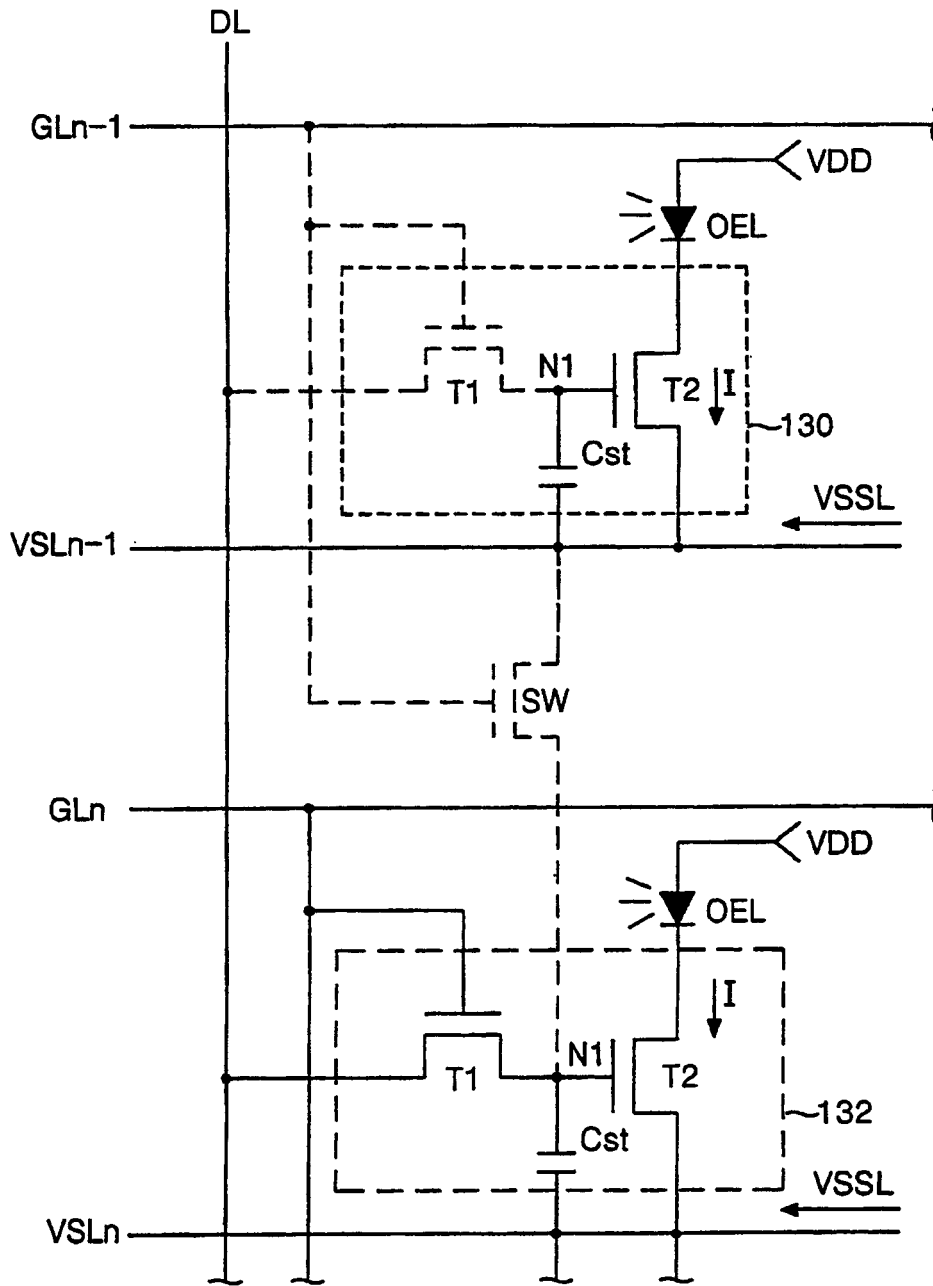 DL
GLn-1
VDD
OEL
N1
T1
T2
I
130
Cst
VSSL
VSLn-1
SW
GLn
VDD
OEL
I
N1
T1
T2
132
Cst
VSSL
VSLn